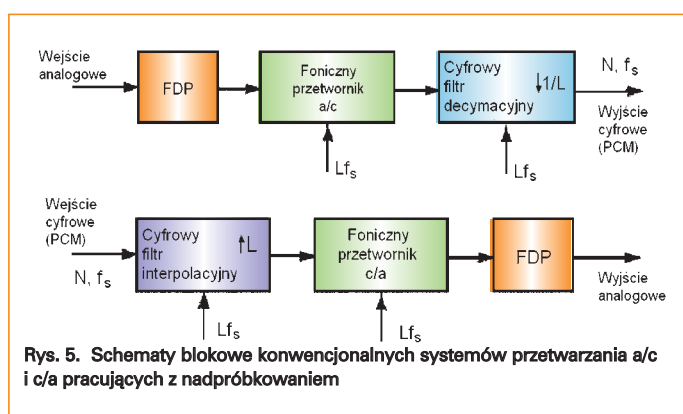 Wejście
analogowe
FDP
Foniczny
przetwornik
a/c
Lfs
Cyfrowy
filtr
decymacyjny
↓1/L
Lfs
N, fs
Wyjście
cyfrowe
(PCM)
Wejście
cyfrowe
(PCM)
N, fs
Cyfrowy
filtr
interpolacyjny
↑L
Lfs
Foniczny
przetwornik
c/a
Lfs
FDP
Wyjście
analogowe
Rys. 5. Schematy blokowe konwencjonalnych systemów przetwarzania a/c
i c/a pracujących z nadpróbkowaniem